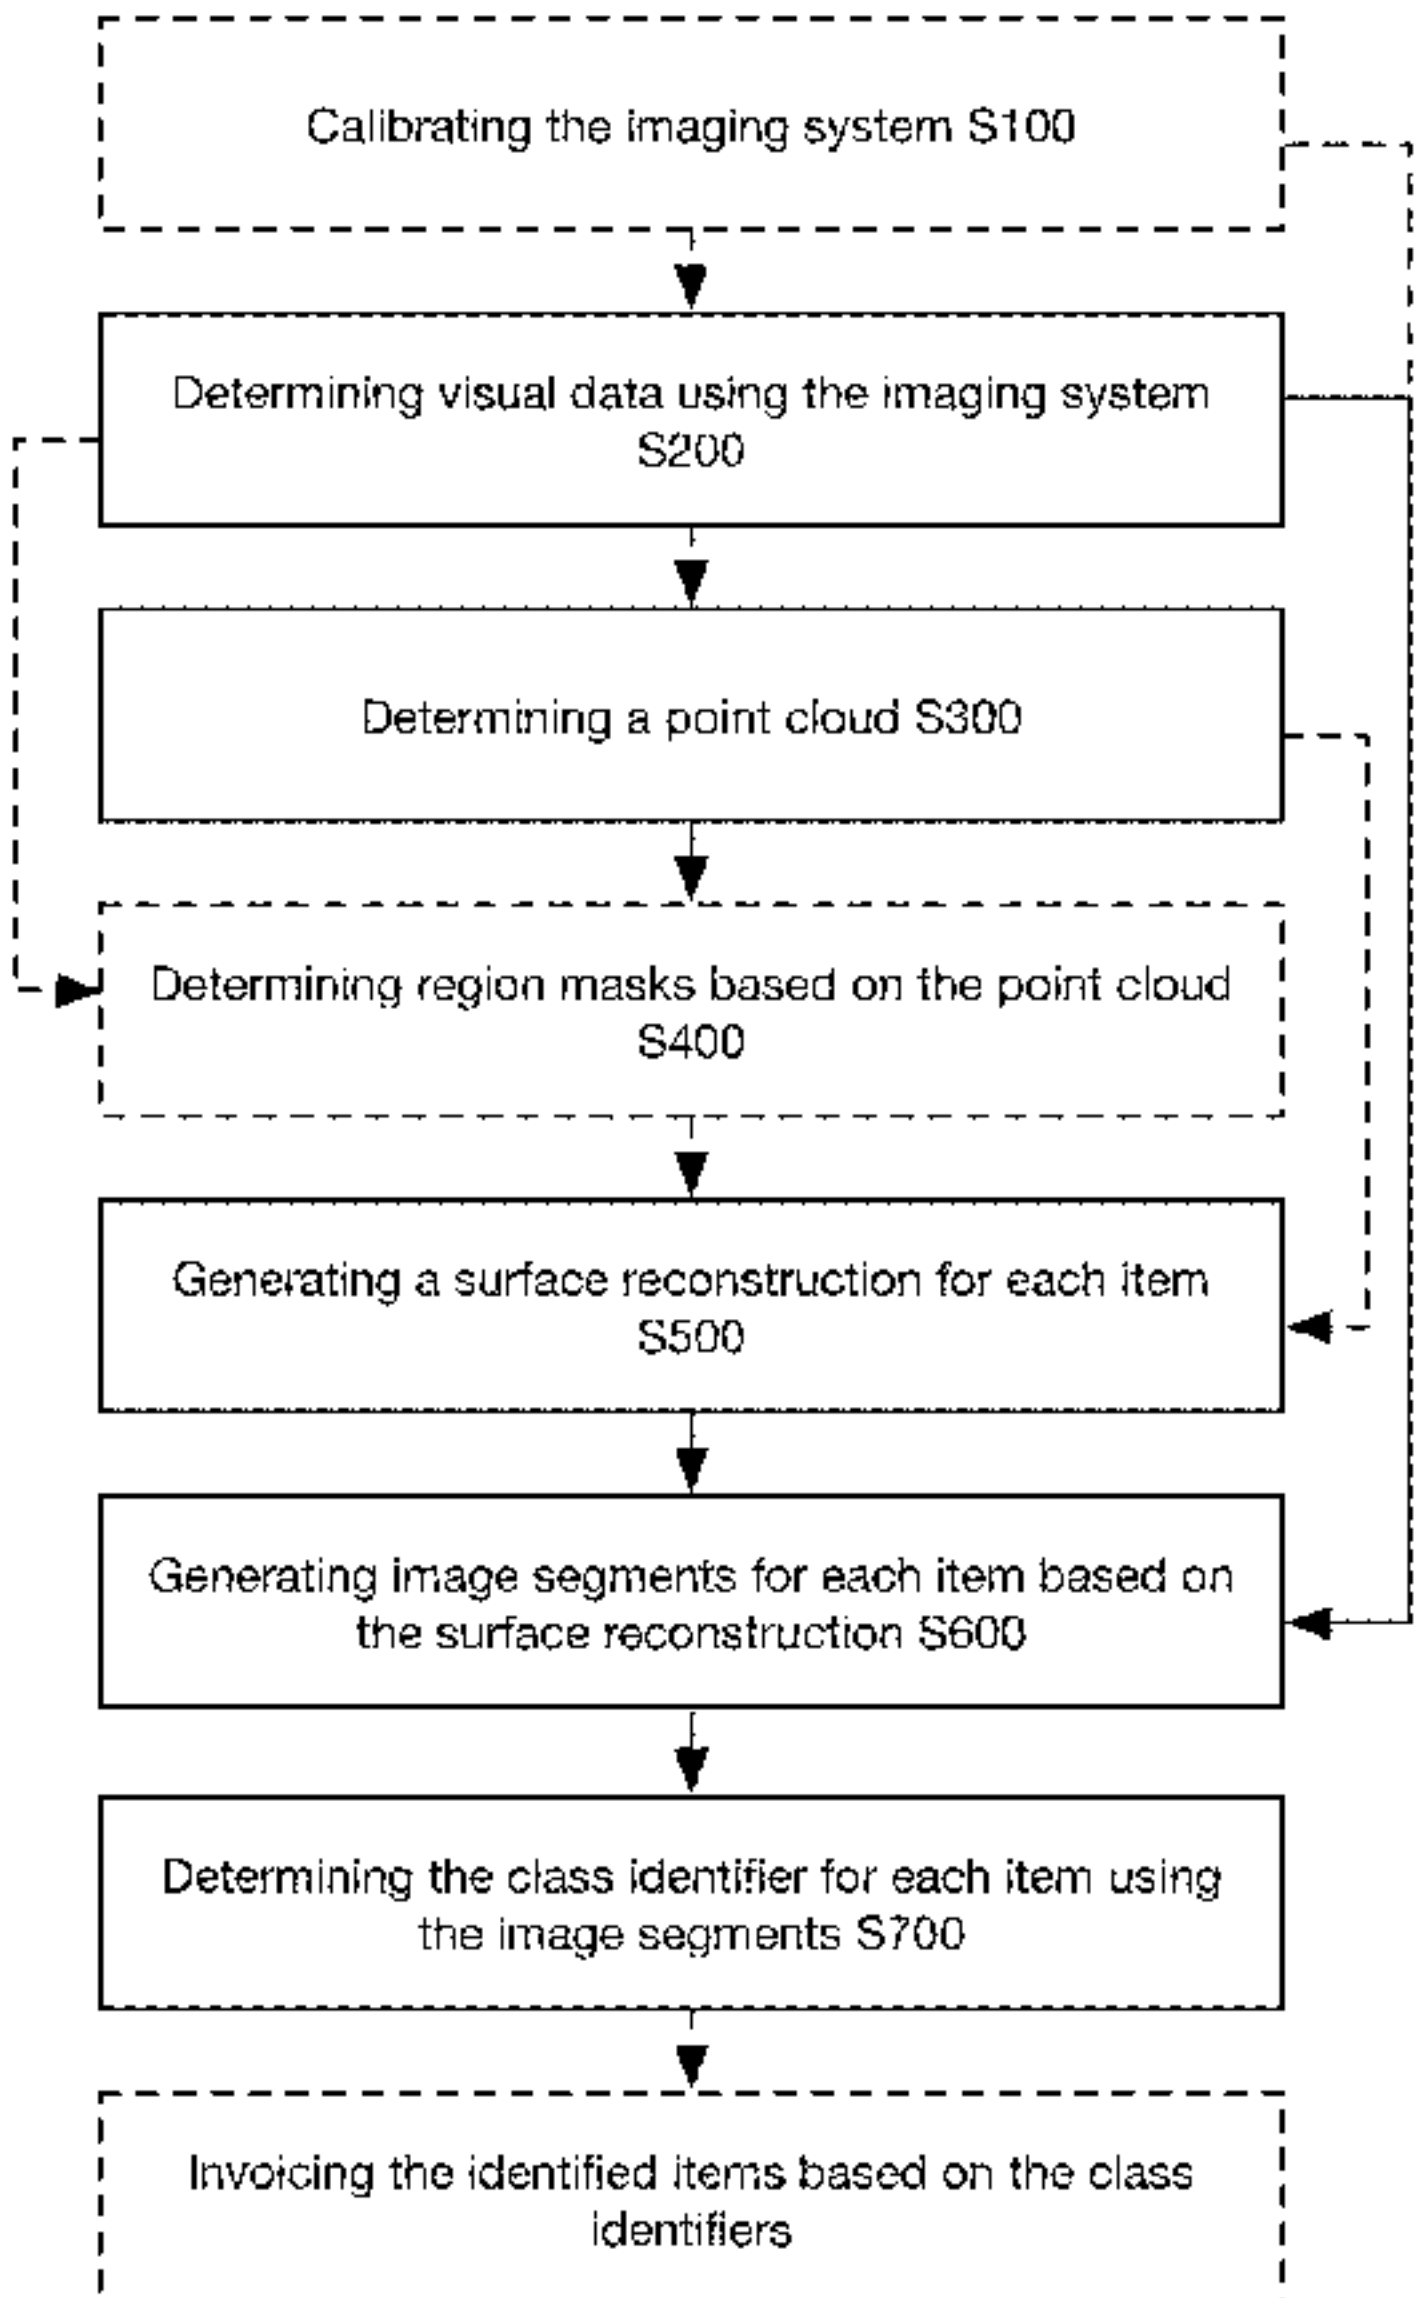 Calibrating the imaging system S100
Determining visual data using the imaging system
S200
Determining a point cloud S300
Determining region masks based on the point cloud
S400
Generating a surface reconstruction for each item
S500
Generating image segments for each item based on
the surface reconstruction S600
Determining the class identifier for each item using
the image segments S700
Invoicing the identified items based on the class
identifiers